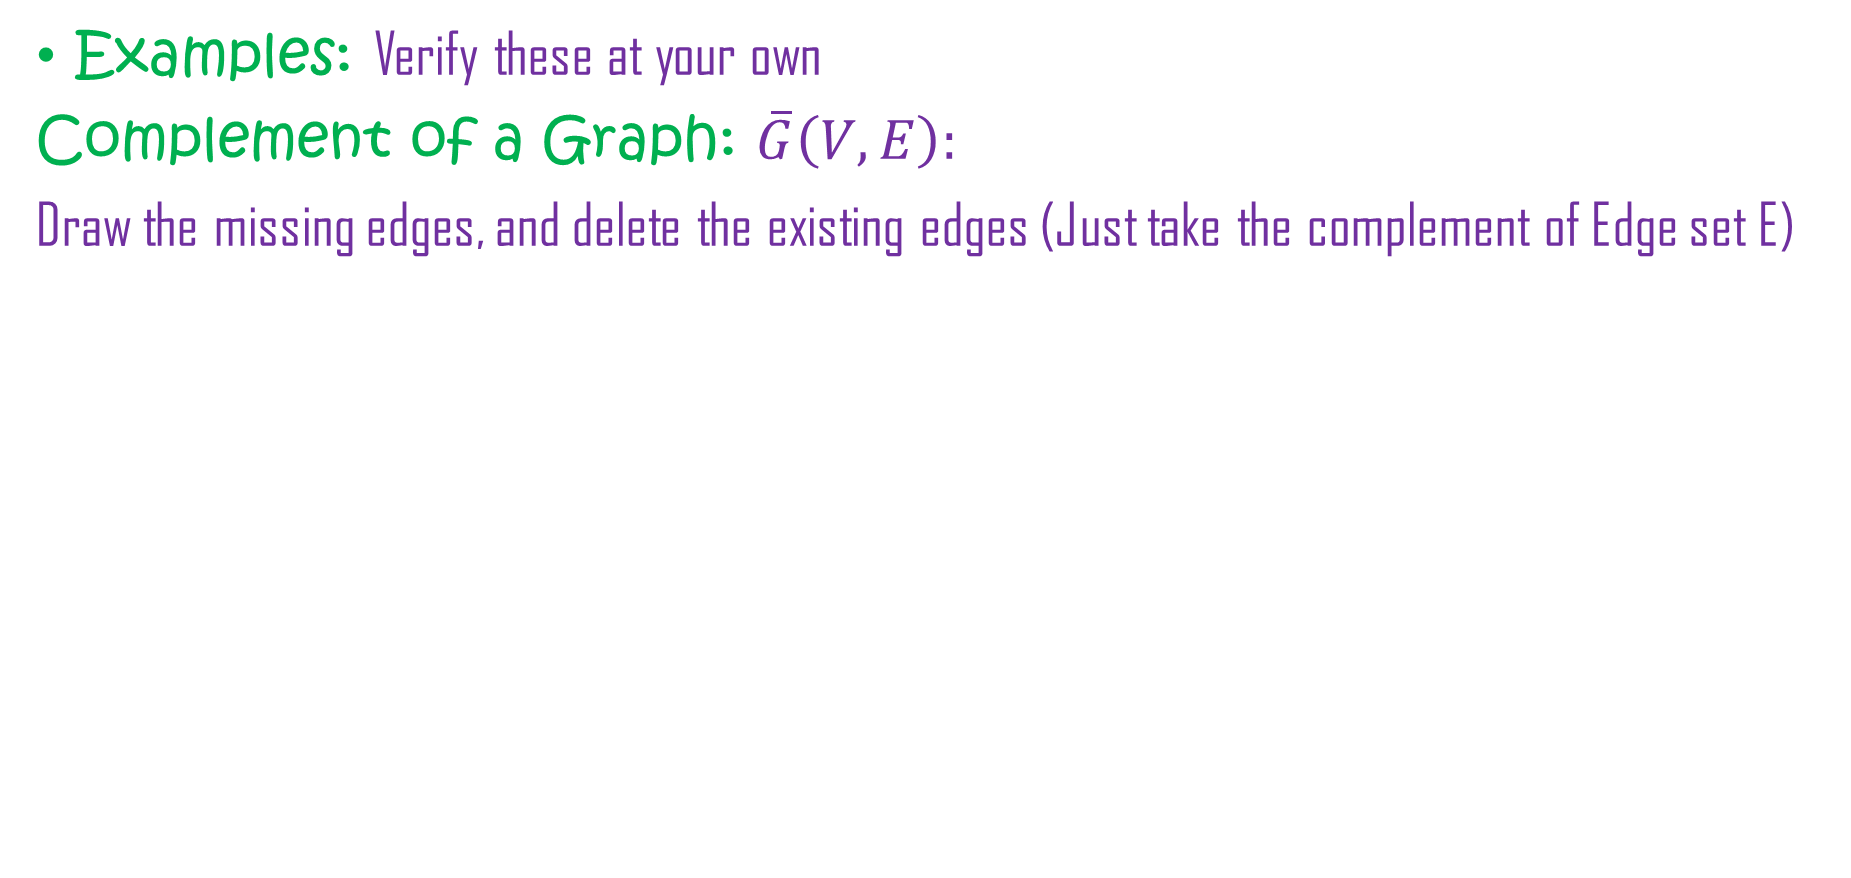 • Examples: Verify these at your own
Complement of a Graph: Ḡ(V, E):
Draw the missing edges, and delete the existing edges (Just take the complement of Edge set E)